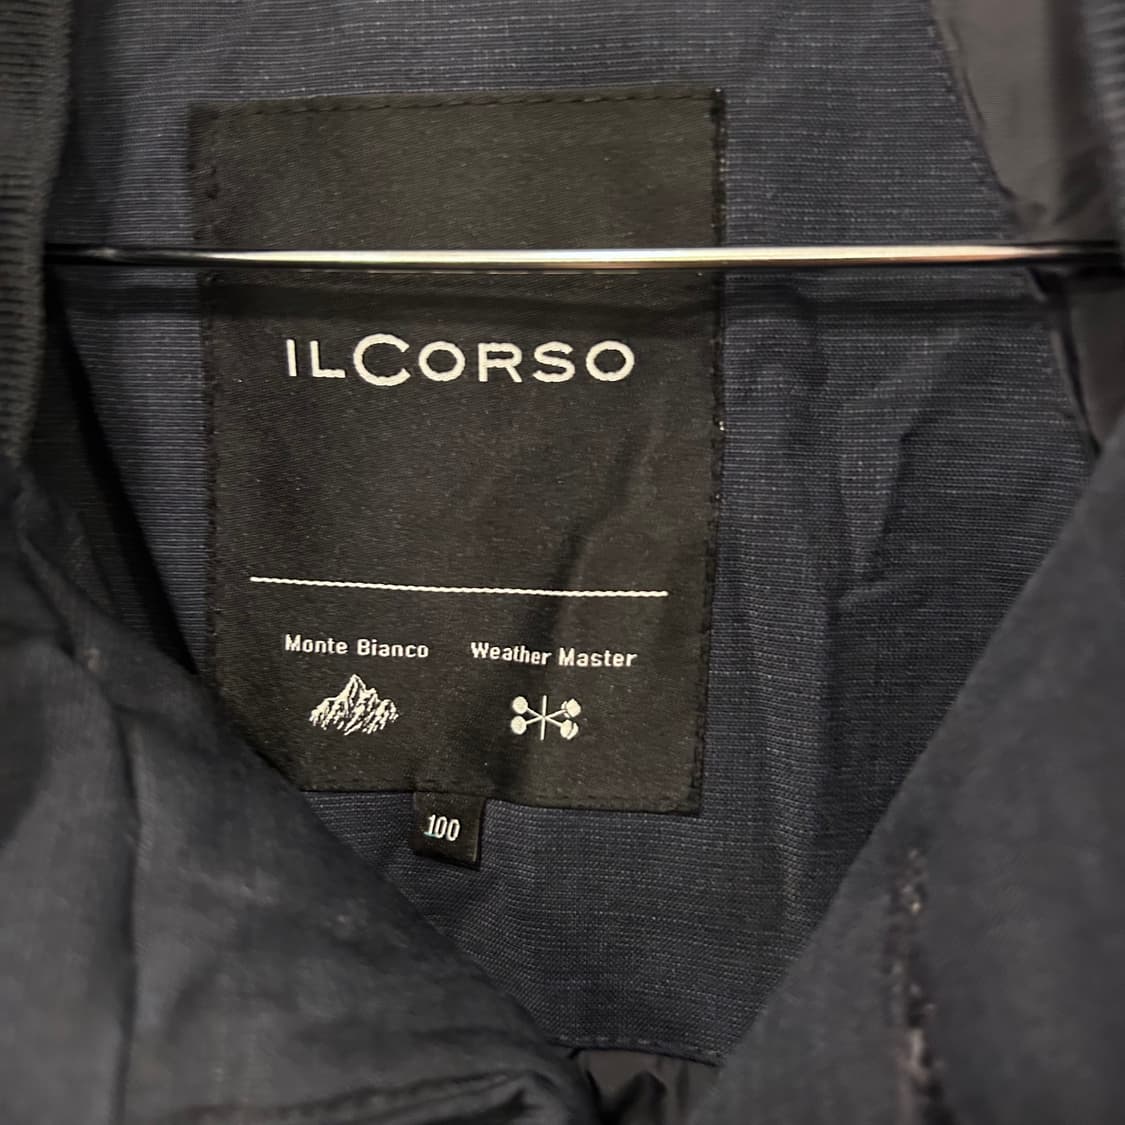 ILCORSO
Monte Bianco Weather Master
100